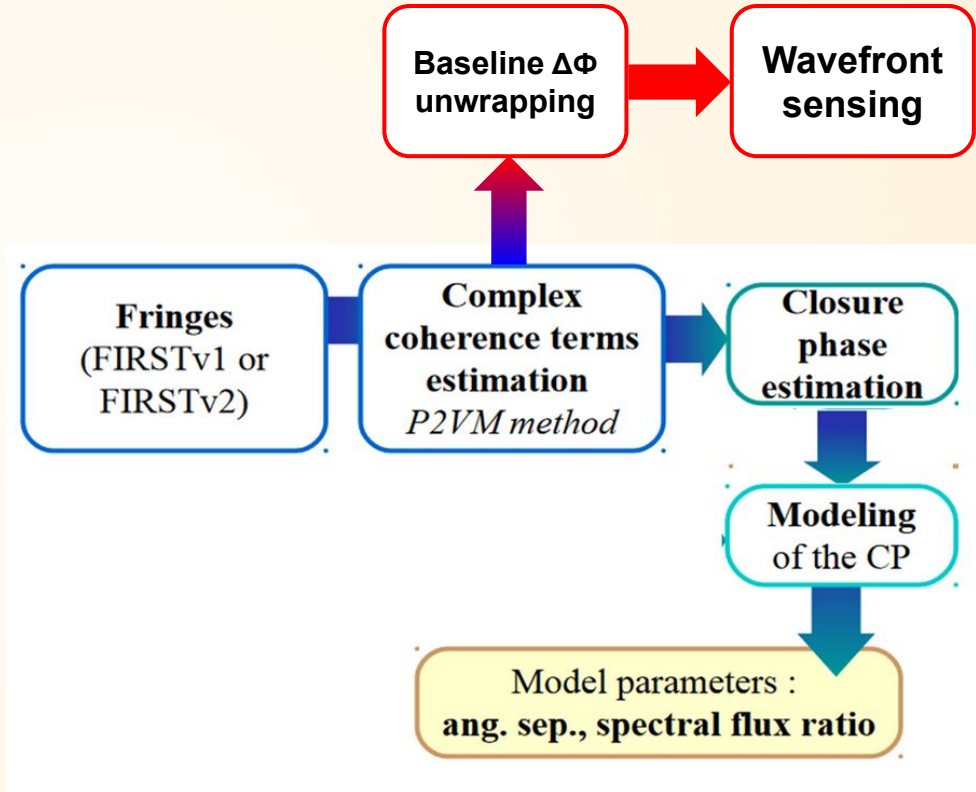 Baseline ΔΦ
unwrapping
Wavefront
sensing
Fringes
(FIRSTv1 or
FIRSTv2)
Complex
coherence terms
estimation
P2VM method
Closure
phase
estimation
Modeling
of the CP
Model parameters :
ang. sep., spectral flux ratio